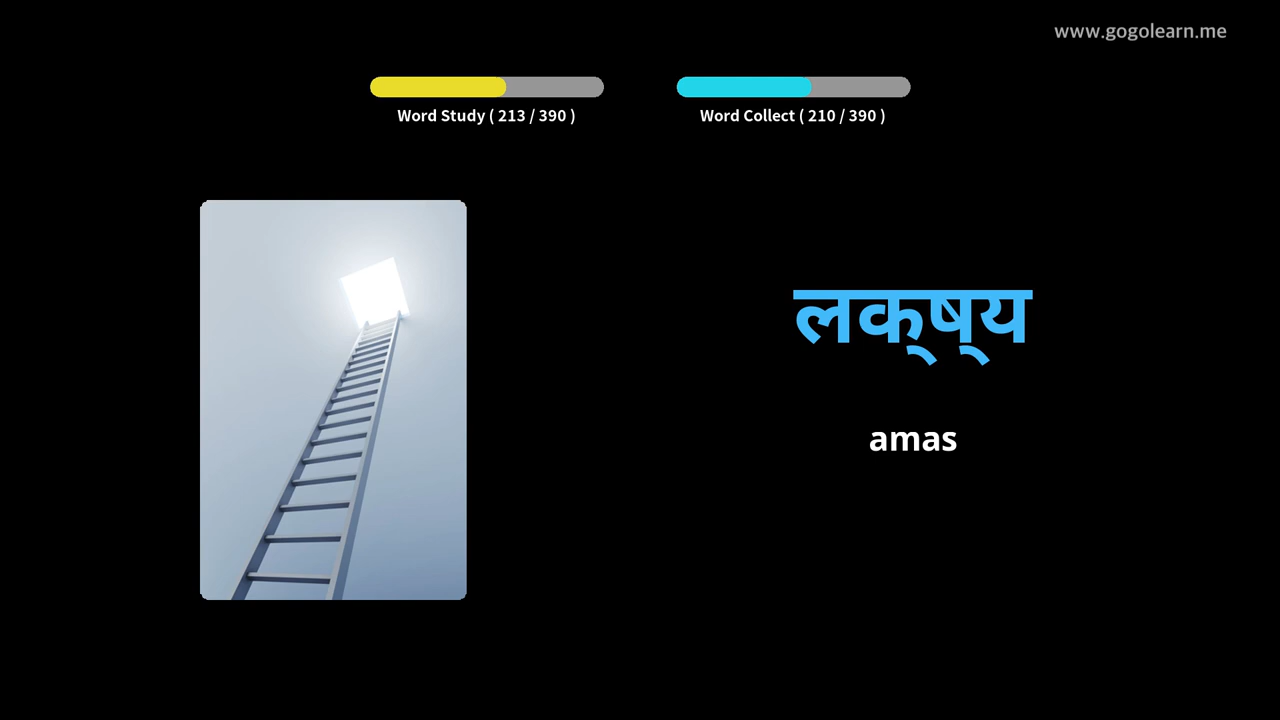 www.gogolearn.me
Word Study ( 213 / 390 )
Word Collect ( 210 / 390 )
लक्ष्य
amas